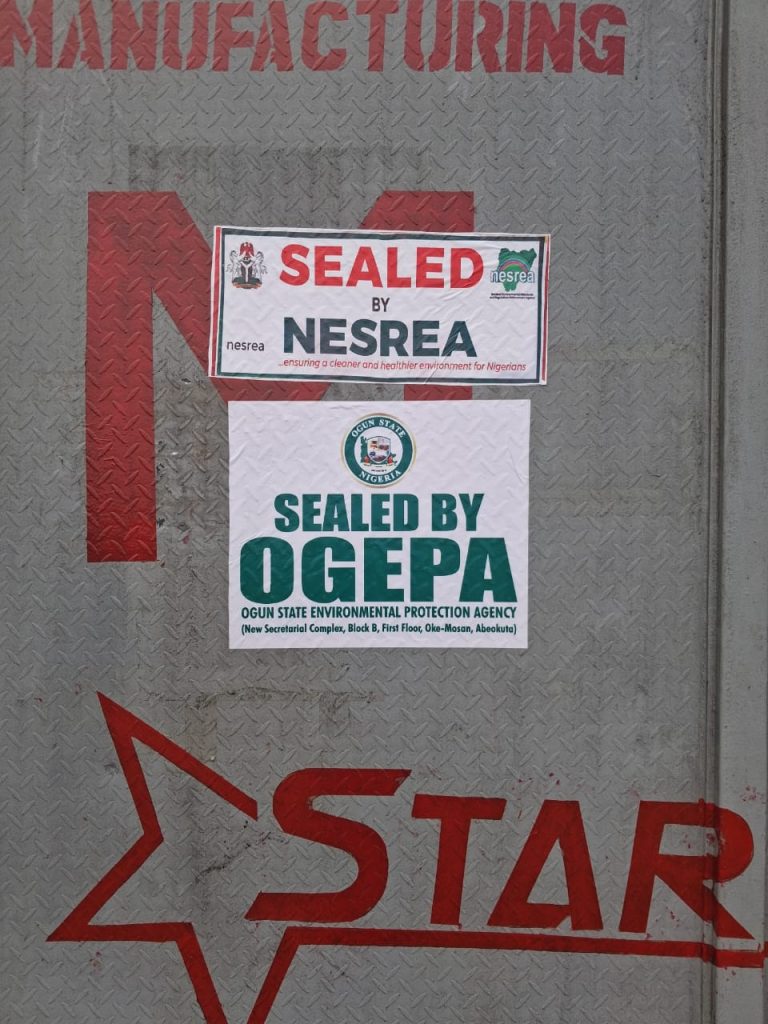 MANUFACTURING
M
SEALED
BY
NESREA
nesrea
nesrea
...ensuring a cleaner and healthier environment for Nigerians
OGUN STATE
NIGERIA
SEALED BY
OGEPA
OGUN STATE ENVIRONMENTAL PROTECTION AGENCY
(New Secretarial Complex, Block B, First Floor, Oke-Mosan, Abeokuta)
STAR